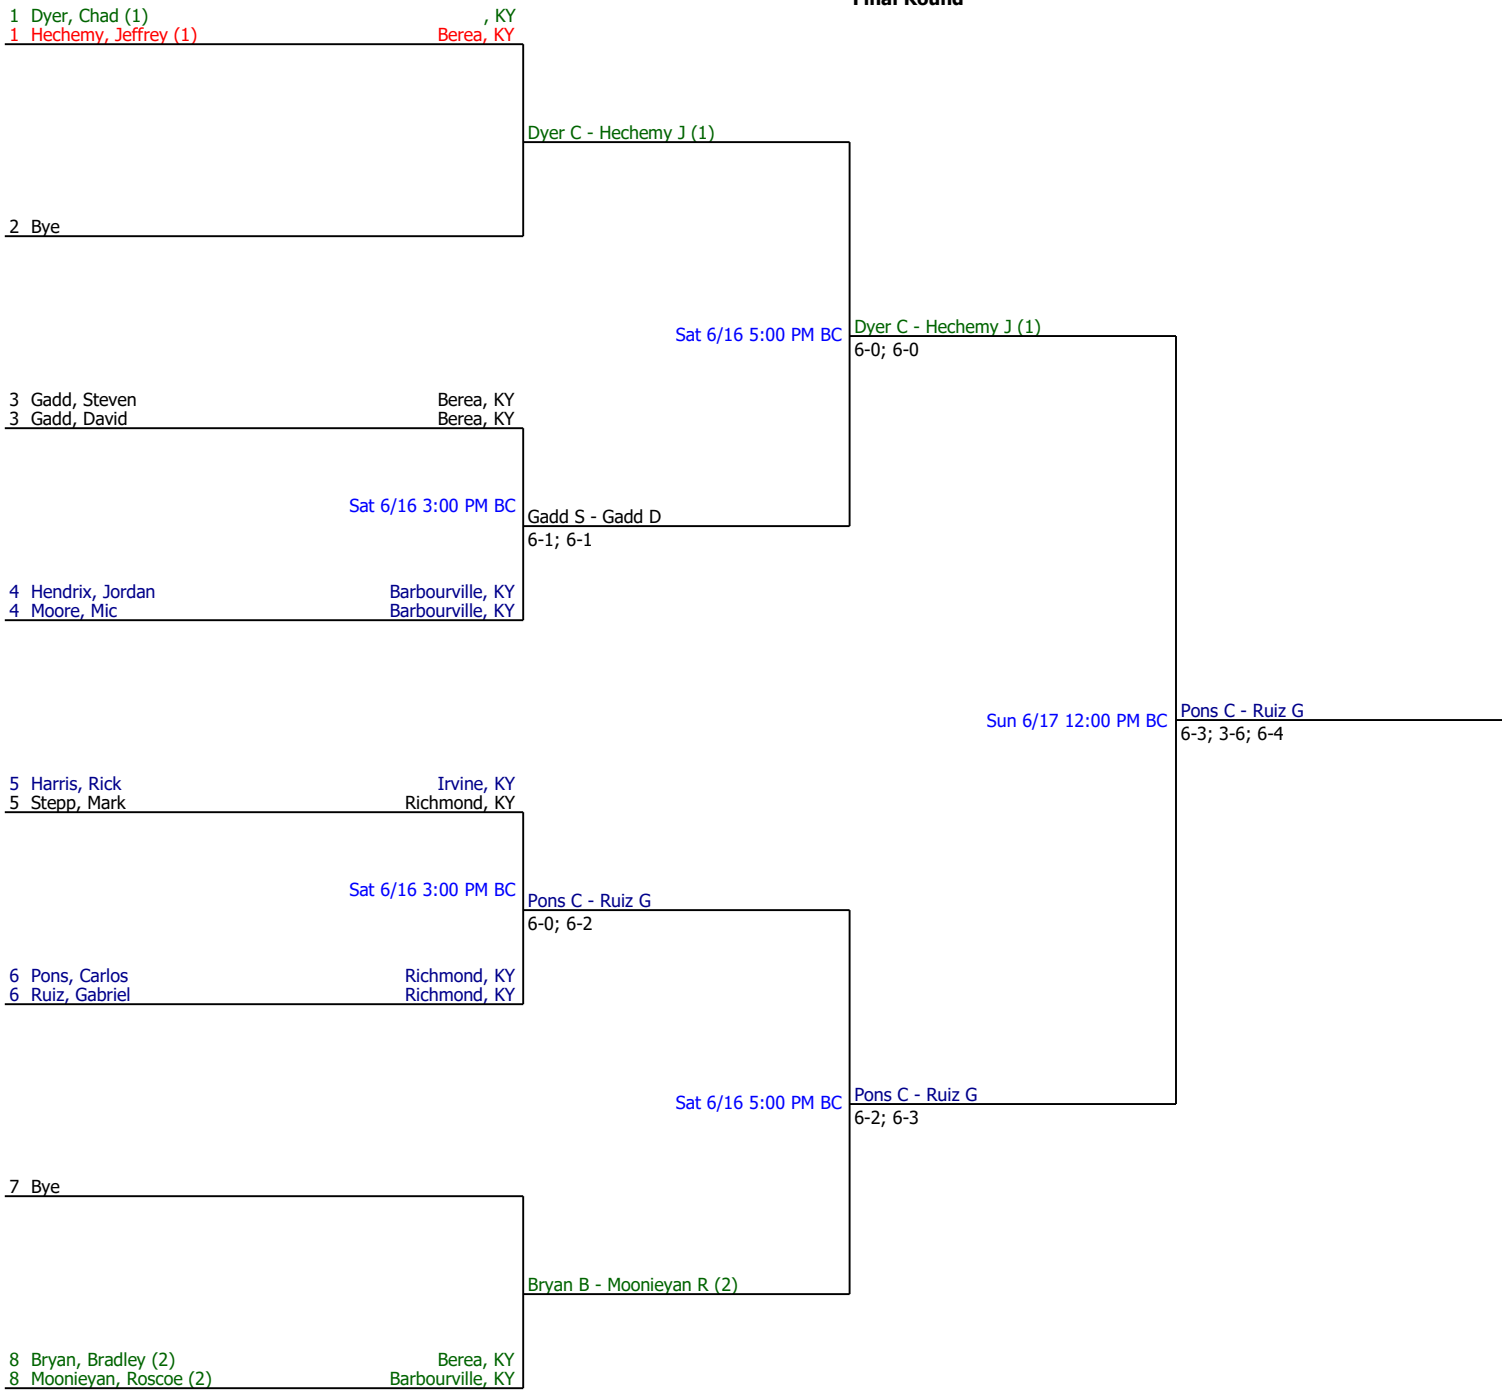 Final Round
1 Dyer, Chad (1) , KY
1 Hechemy, Jeffrey (1) Berea, KY
Dyer C - Hechemy J (1)
2 Bye
Sat 6/16 5:00 PM BC
Dyer C - Hechemy J (1)
6-0; 6-0
3 Gadd, Steven Berea, KY
3 Gadd, David Berea, KY
Sat 6/16 3:00 PM BC
Gadd S - Gadd D
6-1; 6-1
4 Hendrix, Jordan Barbourville, KY
4 Moore, Mic Barbourville, KY
Sun 6/17 12:00 PM BC
Pons C - Ruiz G
6-3; 3-6; 6-4
5 Harris, Rick Irvine, KY
5 Stepp, Mark Richmond, KY
Sat 6/16 3:00 PM BC
Pons C - Ruiz G
6-0; 6-2
6 Pons, Carlos Richmond, KY
6 Ruiz, Gabriel Richmond, KY
Sat 6/16 5:00 PM BC
Pons C - Ruiz G
6-2; 6-3
7 Bye
Bryan B - Moonieyan R (2)
8 Bryan, Bradley (2) Berea, KY
8 Moonieyan, Roscoe (2) Barbourville, KY